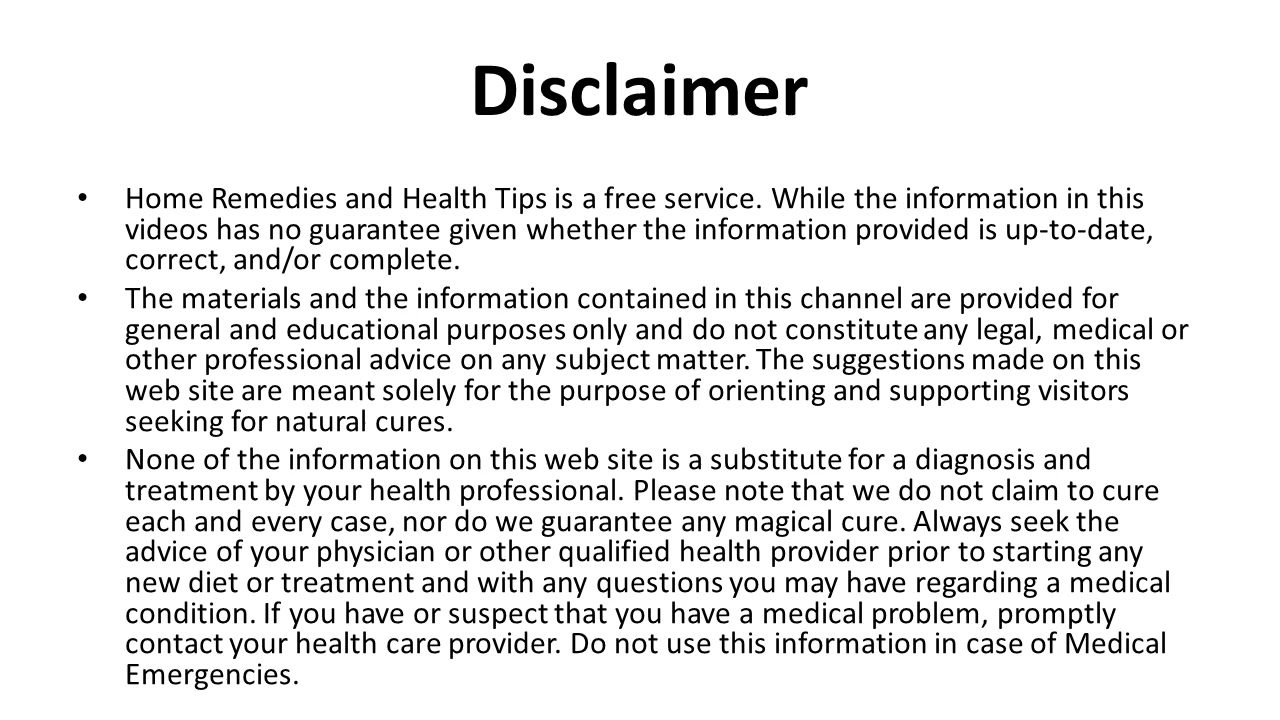 Disclaimer
• Home Remedies and Health Tips is a free service. While the information in this
videos has no guarantee given whether the information provided is up-to-date,
correct, and/or complete.
• The materials and the information contained in this channel are provided for
general and educational purposes only and do not constitute any legal, medical or
other professional advice on any subject matter. The suggestions made on this
web site are meant solely for the purpose of orienting and supporting visitors
seeking for natural cures.
• None of the information on this web site is a substitute for a diagnosis and
treatment by your health professional. Please note that we do not claim to cure
each and every case, nor do we guarantee any magical cure. Always seek the
advice of your physician or other qualified health provider prior to starting any
new diet or treatment and with any questions you may have regarding a medical
condition. If you have or suspect that you have a medical problem, promptly
contact your health care provider. Do not use this information in case of Medical
Emergencies.